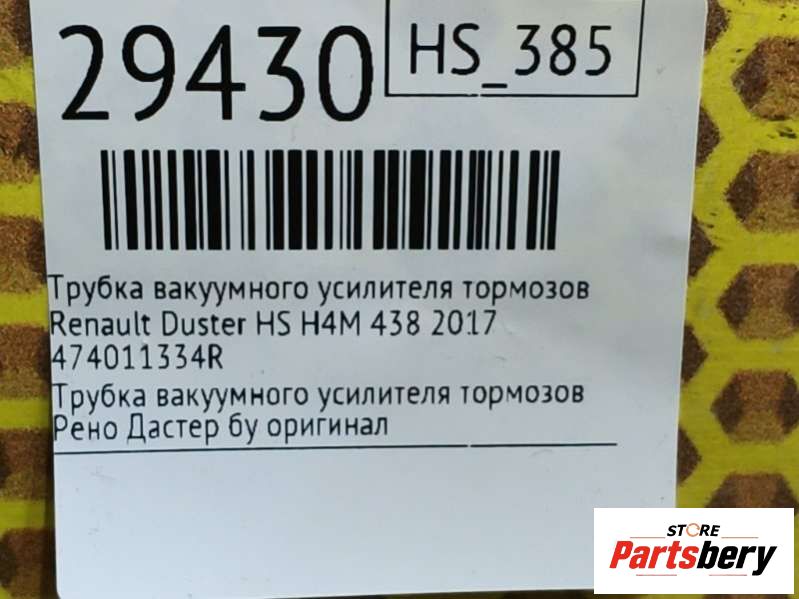 29430
HS_385
Трубка вакуумного усилителя тормозов
Renault Duster HS H4M 438 2017
474011334R
Трубка вакуумного усилителя тормозов
Рено Дастер бу оригинал
STORE
Partsbery